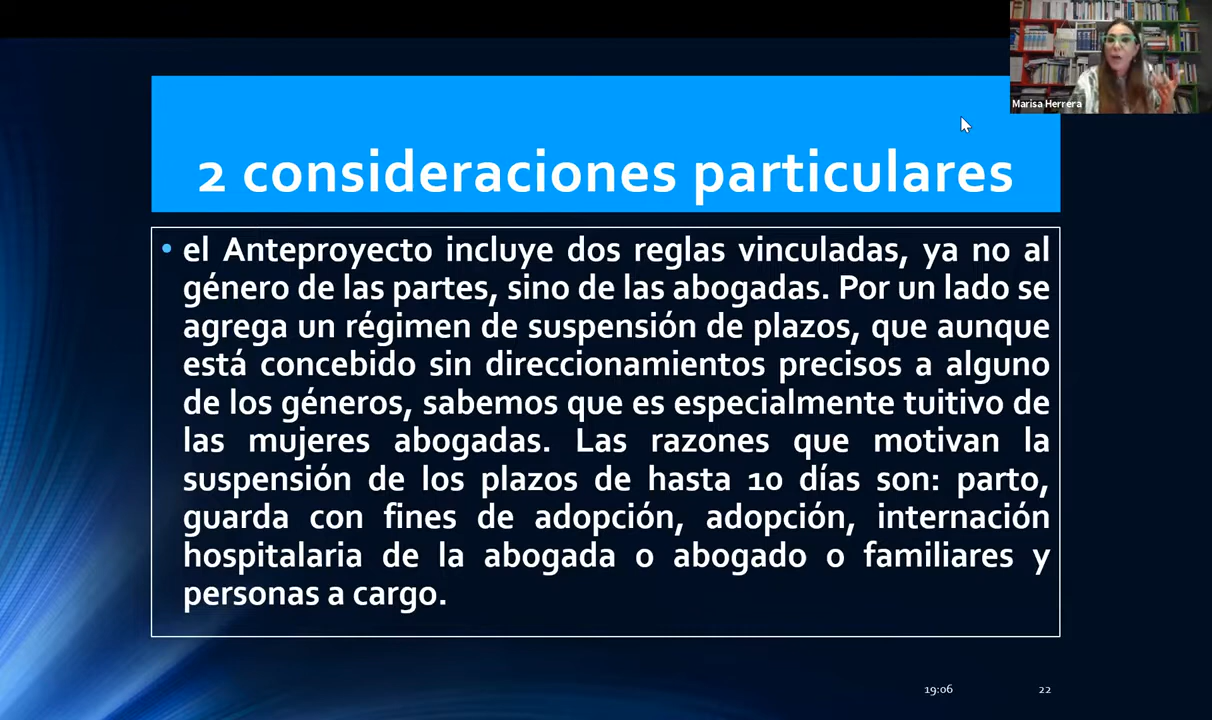 Marisa Herrera
2 consideraciones particulares
• el Anteproyecto incluye dos reglas vinculadas, ya no al
género de las partes, sino de las abogadas. Por un lado se
agrega un régimen de suspensión de plazos, que aunque
está concebido sin direccionamientos precisos a alguno
de los géneros, sabemos que es especialmente tuitivo de
las mujeres abogadas. Las razones que motivan la
suspensión de los plazos de hasta 10 días son: parto,
guarda con fines de adopción, adopción, internación
hospitalaria de la abogada o abogado o familiares y
personas a cargo.
19:06
22